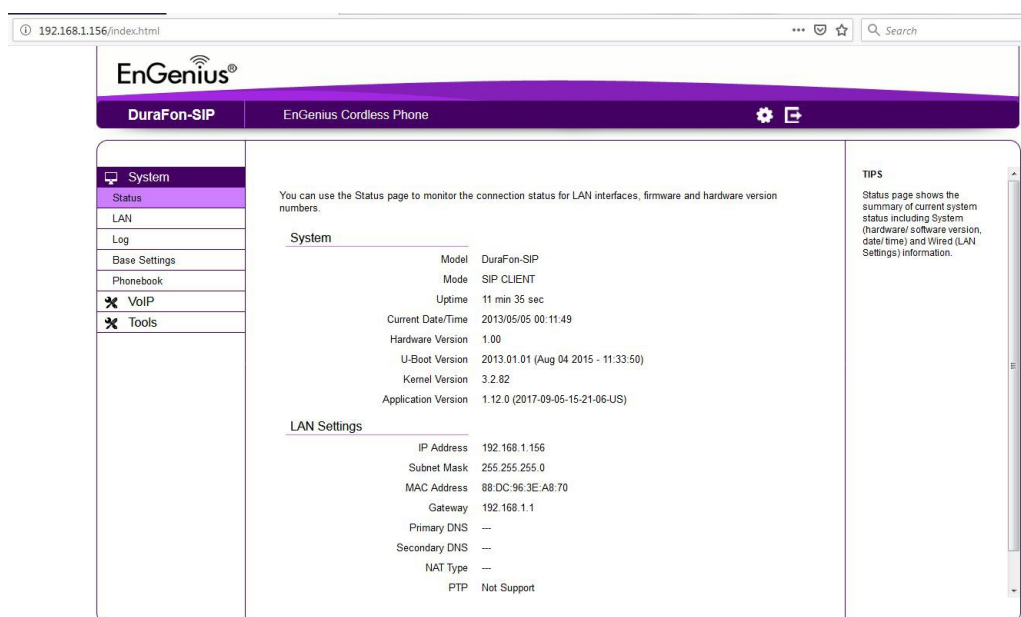 192.168.1.156/index.html
Search
EnGenius®
DuraFon-SIP
EnGenius Cordless Phone
System
Status
LAN
Log
Base Settings
Phonebook
VoIP
Tools
You can use the Status page to monitor the connection status for LAN interfaces, firmware and hardware version
numbers.
System
Model DuraFon-SIP
Mode SIP CLIENT
Uptime 11 min 35 sec
Current Date/Time 2013/05/05 00:11:49
Hardware Version 1.00
U-Boot Version 2013.01.01 (Aug 04 2015 - 11:33:50)
Kernel Version 3.2.82
Application Version 1.12.0 (2017-09-05-15-21-06-US)
LAN Settings
IP Address 192.168.1.156
Subnet Mask 255.255.255.0
MAC Address 88:DC:96:3E:A8:70
Gateway 192.168.1.1
Primary DNS ---
Secondary DNS ---
NAT Type ---
PTP Not Support
TIPS
Status page shows the
summary of current system
status including System
(hardware/ software version,
date/ time) and Wired (LAN
Settings) information.